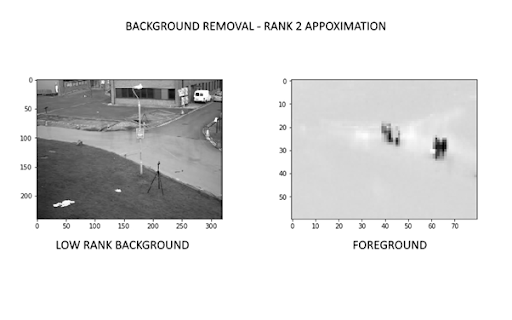 BACKGROUND REMOVAL - RANK 2 APPOXIMATION
0
50
100
150
200
0 50 100 150 200 250 300
0
10
20
30
40
50
0 10 20 30 40 50 60 70
LOW RANK BACKGROUND
FOREGROUND